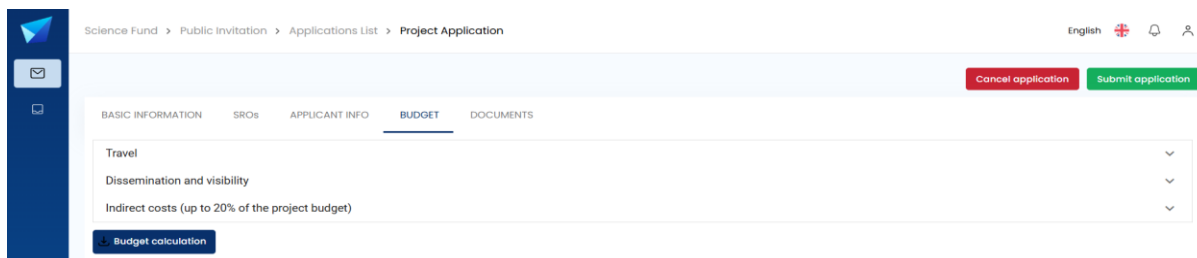 Science Fund > Public Invitation > Applications List > Project Application
English
Cancel application
Submit application
BASIC INFORMATION
SROs
APPLICANT INFO
BUDGET
DOCUMENTS
Travel
Dissemination and visibility
Indirect costs (up to 20% of the project budget)
Budget calculation